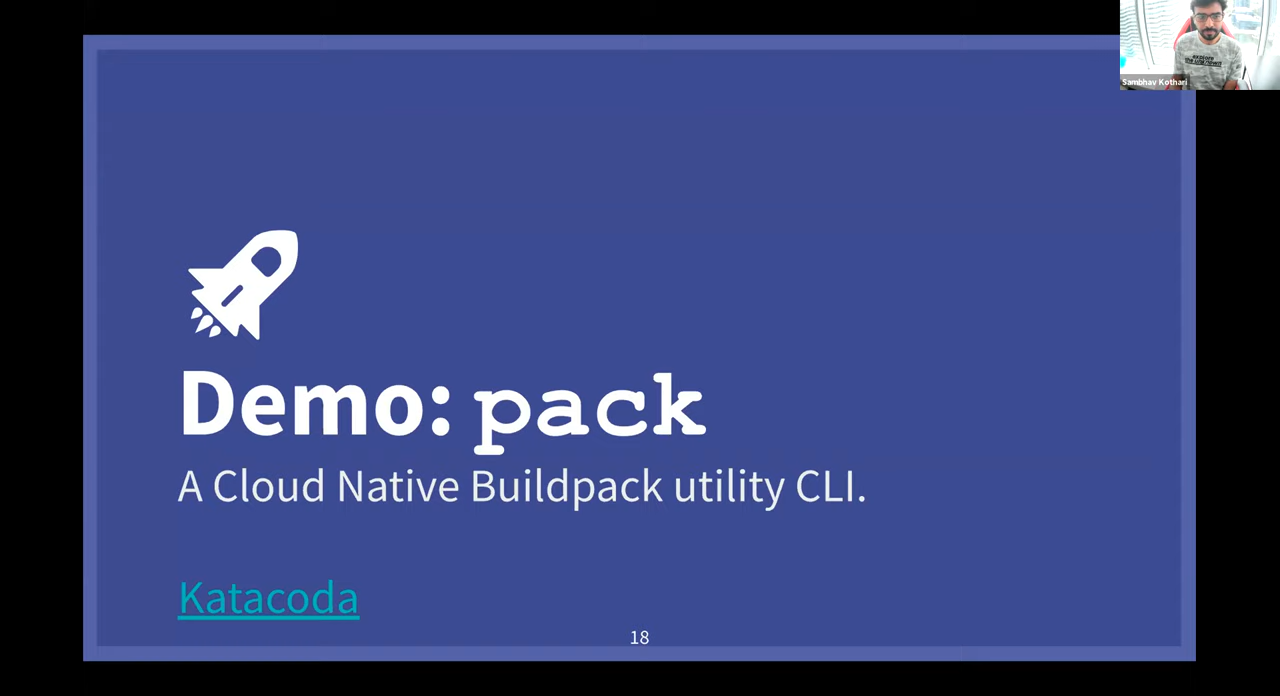 Sambhav Kothari
Demo: pack
A Cloud Native Buildpack utility CLI.
Katacoda
18